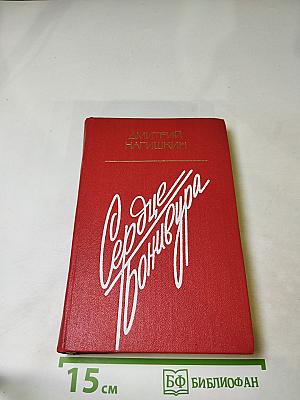 ДМИТРИЙ
НАГИШКИН
Сердце
Бонивура
15 см
БФ БИБЛИОФАН